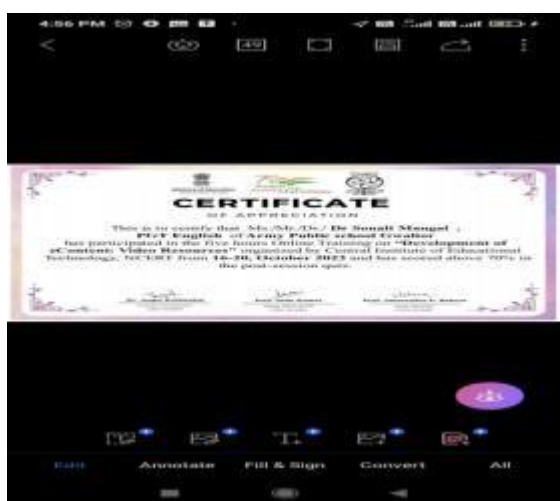 4:56 PM
49
CERTIFICATE
OF APPRECIATION
This is to certify that Ms./Mr./Dr./ Dr Sonali Mangal ,
PGT English of Army Public school Gwalior
has participated in the five hours Online Training on "Development of
eContent: Video Resources" organized by Central Institute of Educational
Technology, NCERT from 16-20, October 2023 and has scored above 70% in
the post-session quiz.
Edit Annotate Fill & Sign Convert All